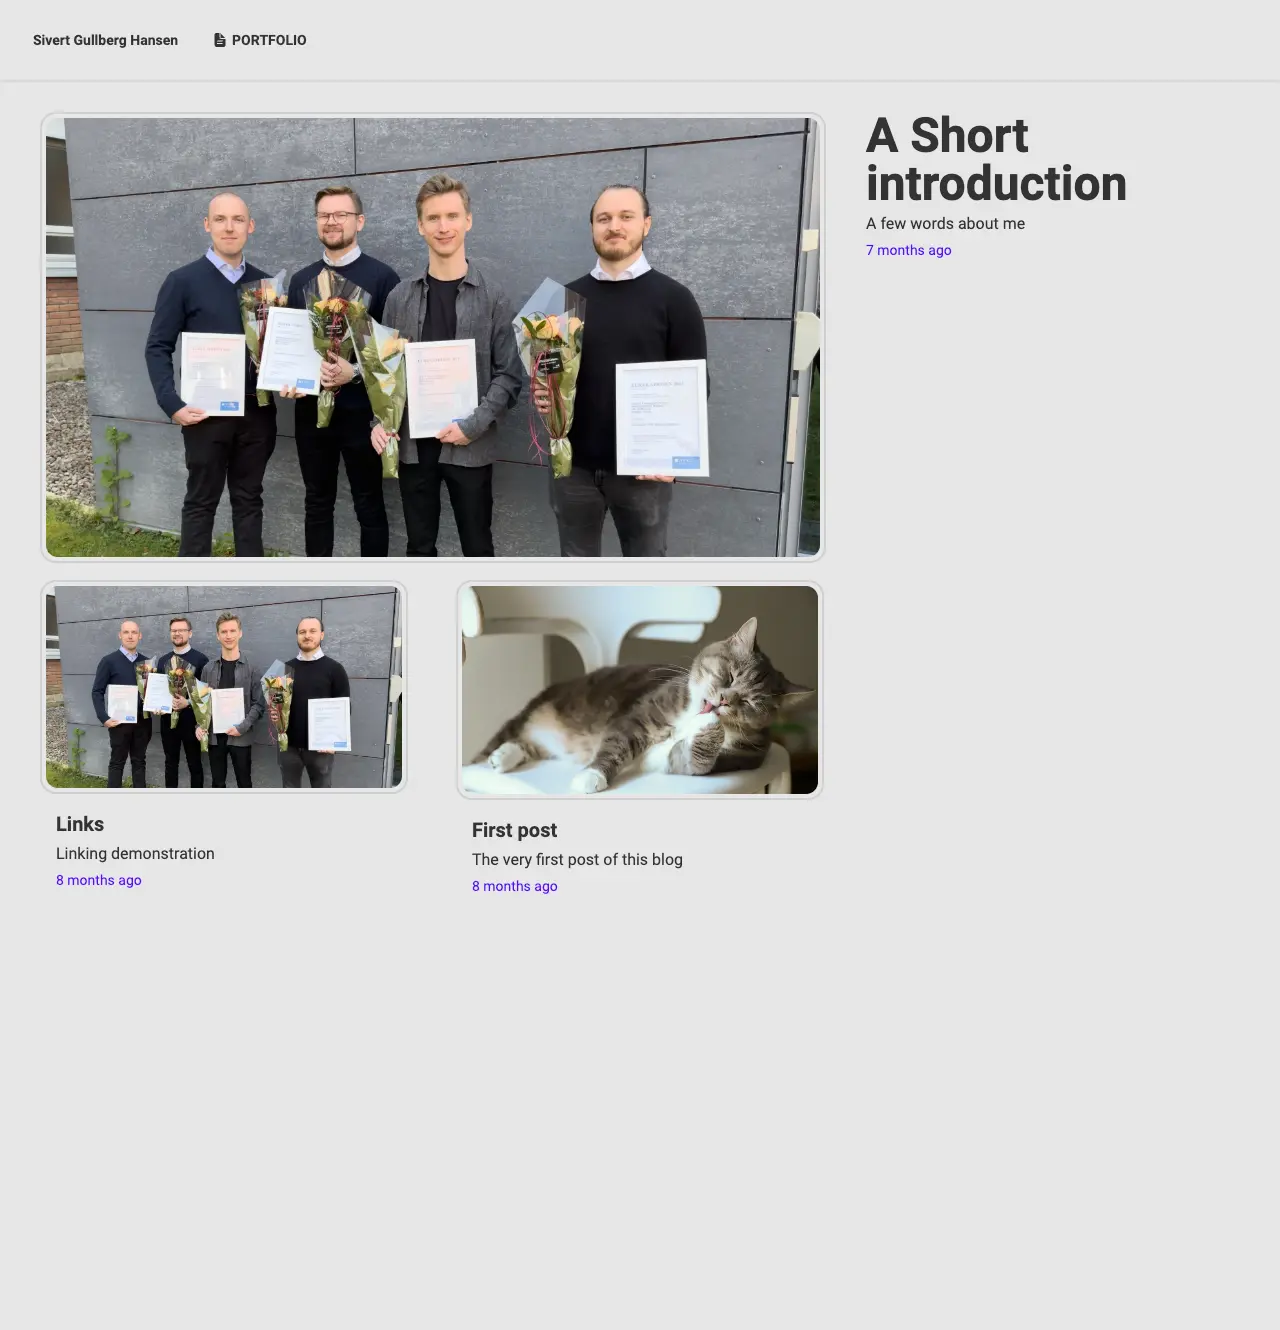 Sivert Gullberg Hansen
PORTFOLIO
A Short
introduction
A few words about me
7 months ago
Links
Linking demonstration
8 months ago
First post
The very first post of this blog
8 months ago